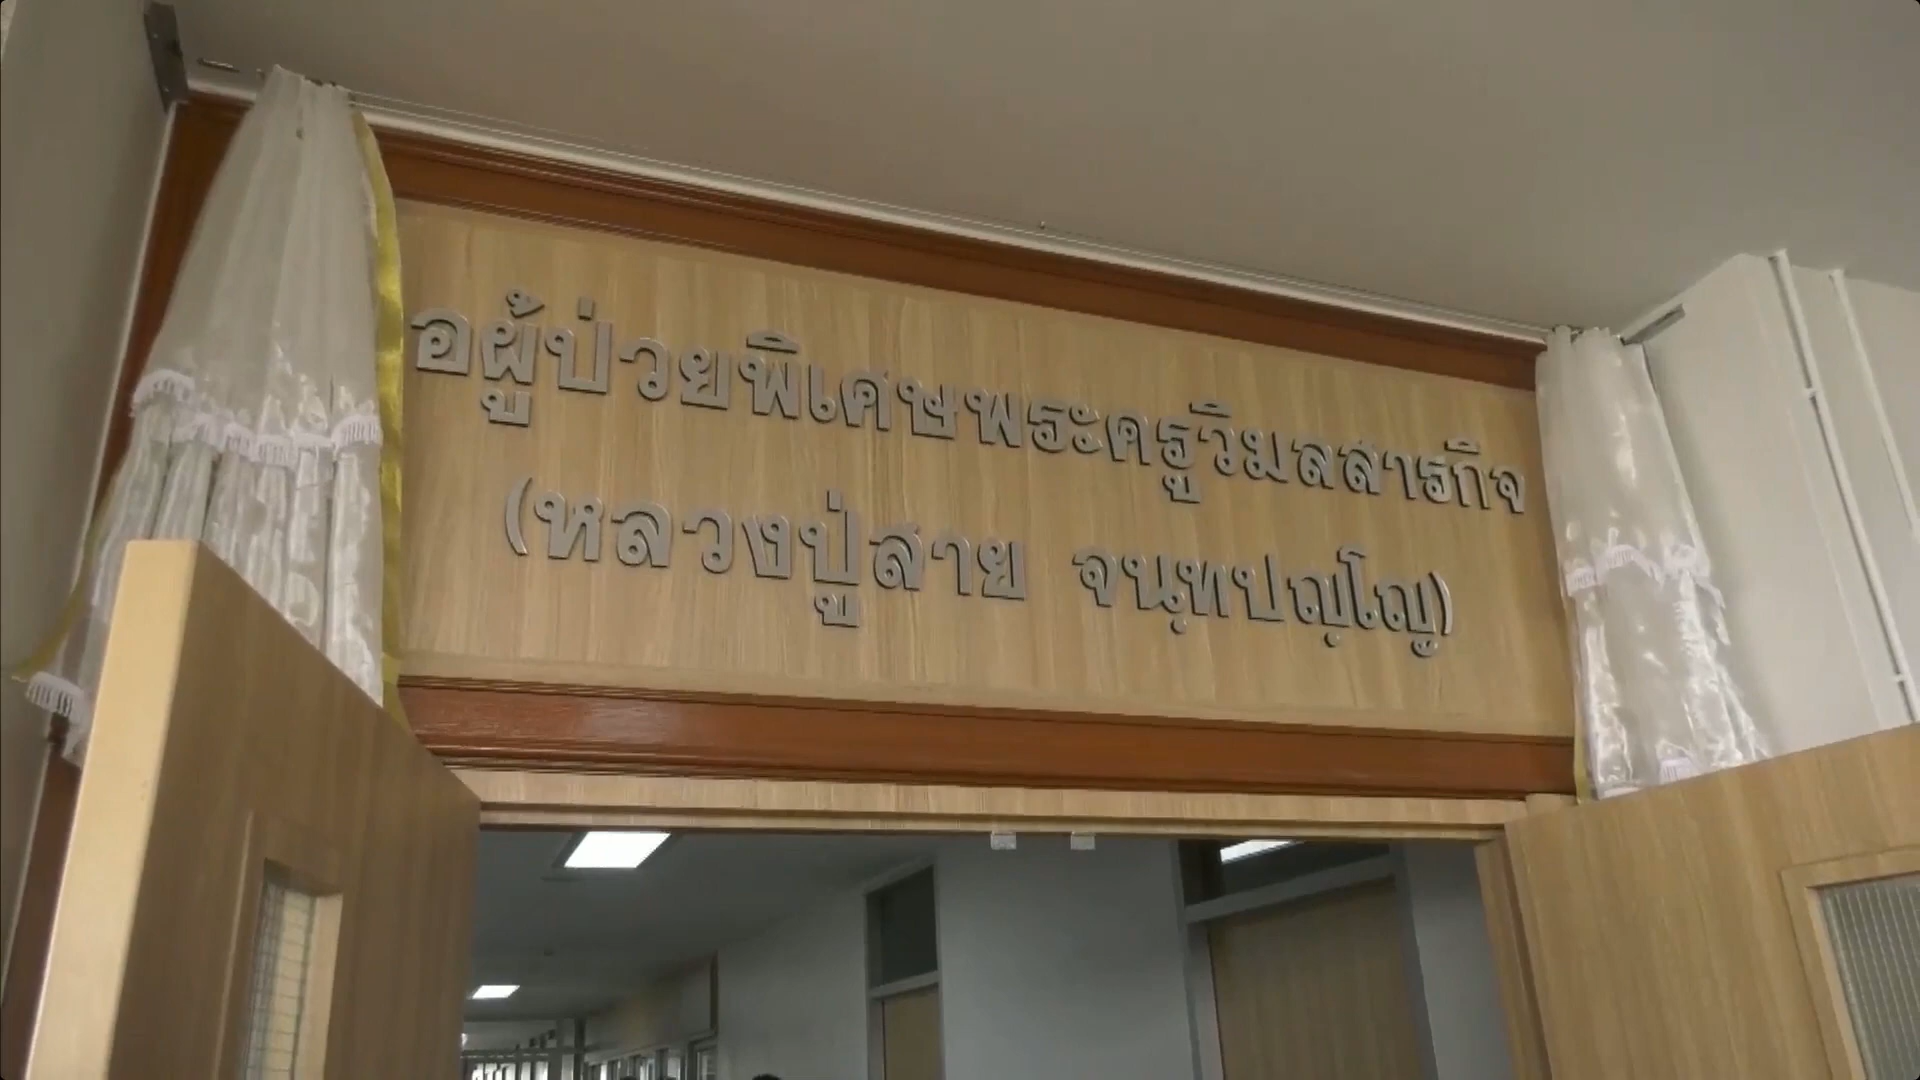 อผู้ป่วยพิเศษพระครูวิมลสารกิจ
(หลวงปู่สาย จนฺทปญฺโญ)